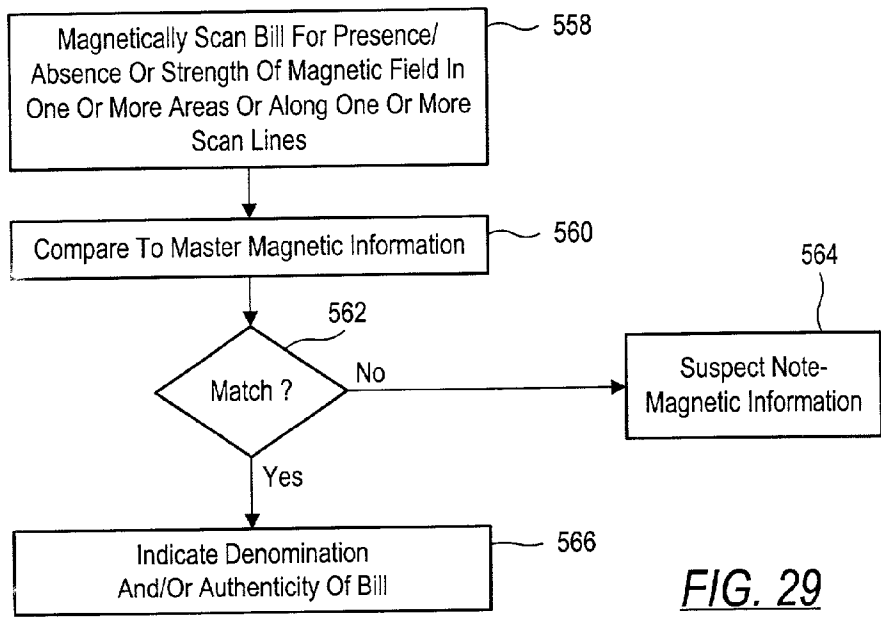 Magnetically Scan Bill For Presence/
Absence Or Strength Of Magnetic Field In
One Or More Areas Or Along One Or More
Scan Lines
558
Compare To Master Magnetic Information
560
562
Match ?
No
564
Suspect Note-
Magnetic Information
Yes
Indicate Denomination
And/Or Authenticity Of Bill
566
FIG. 29